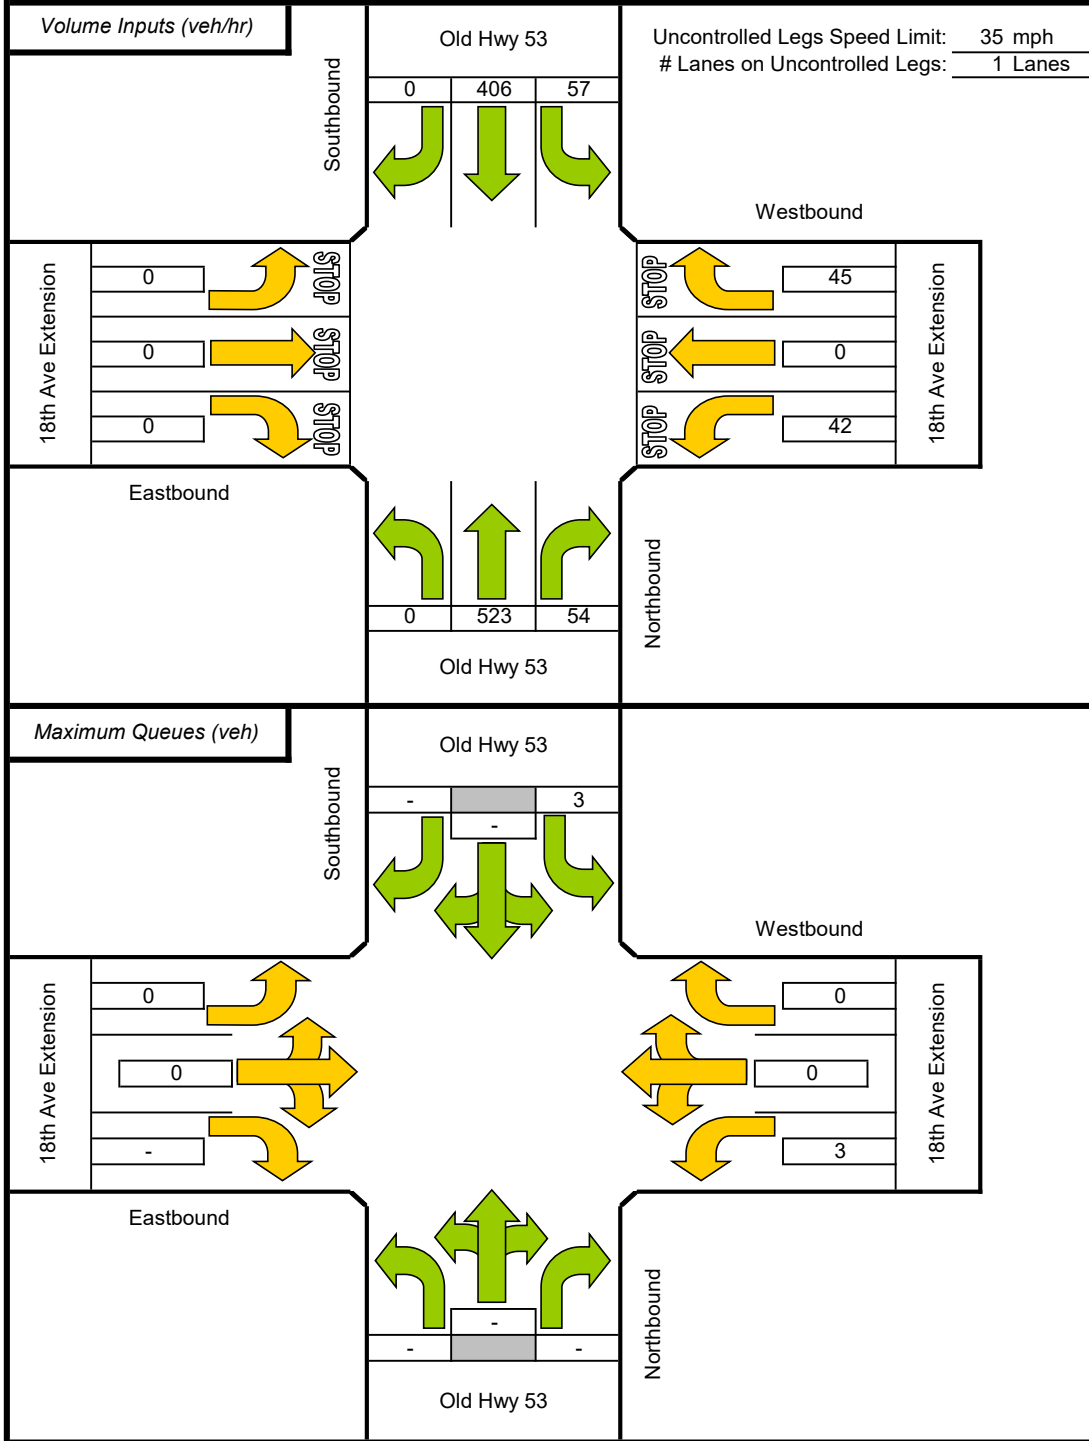 Volume Inputs (veh/hr)
Old Hwy 53
Uncontrolled Legs Speed Limit: 35 mph
# Lanes on Uncontrolled Legs: 1 Lanes
Southbound
0 406 57
Westbound
18th Ave Extension
0 STOP
0 STOP
0 STOP
STOP 45
STOP 0
STOP 42
18th Ave Extension
Eastbound
Northbound
0 523 54
Old Hwy 53
Maximum Queues (veh)
Old Hwy 53
Southbound
- 3
-
Westbound
18th Ave Extension
0
0
-
0
0
3
18th Ave Extension
Eastbound
Northbound
-
- -
Old Hwy 53